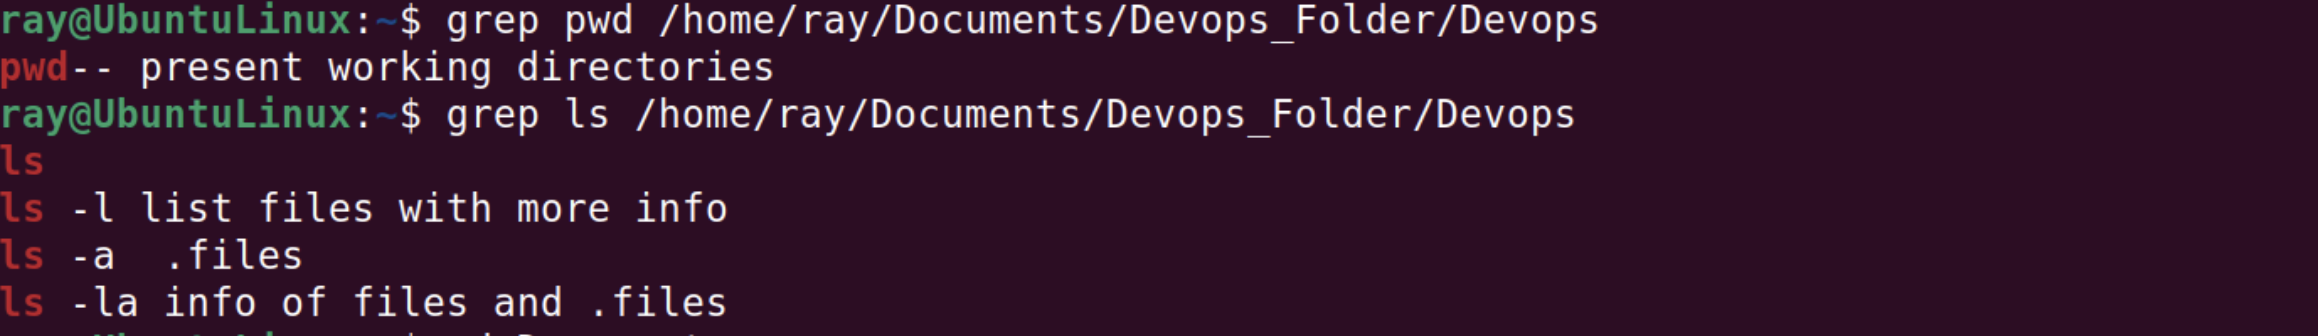 ray@UbuntuLinux:~$ grep pwd /home/ray/Documents/Devops_Folder/Devops
pwd-- present working directories
ray@UbuntuLinux:~$ grep ls /home/ray/Documents/Devops_Folder/Devops
ls
ls -l list files with more info
ls -a  .files
ls -la info of files and .files